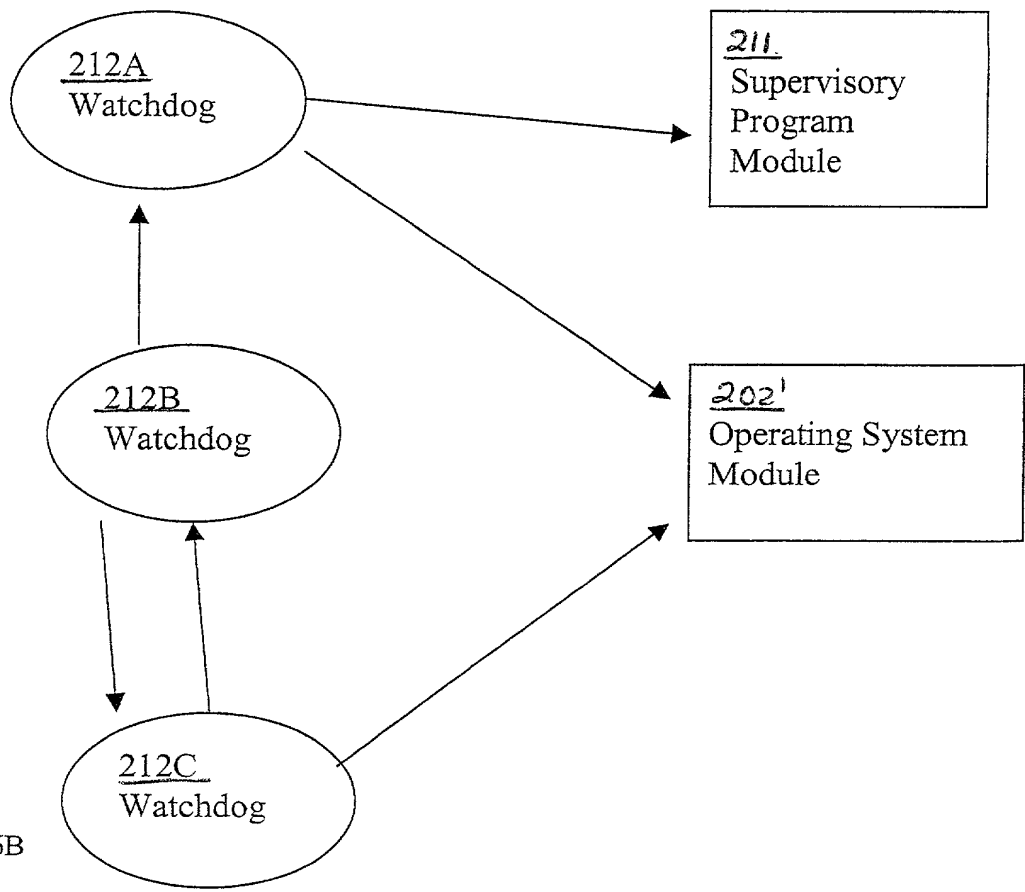 212A
Watchdog
211
Supervisory
Program
Module
212B
Watchdog
202'
Operating System
Module
212C
Watchdog